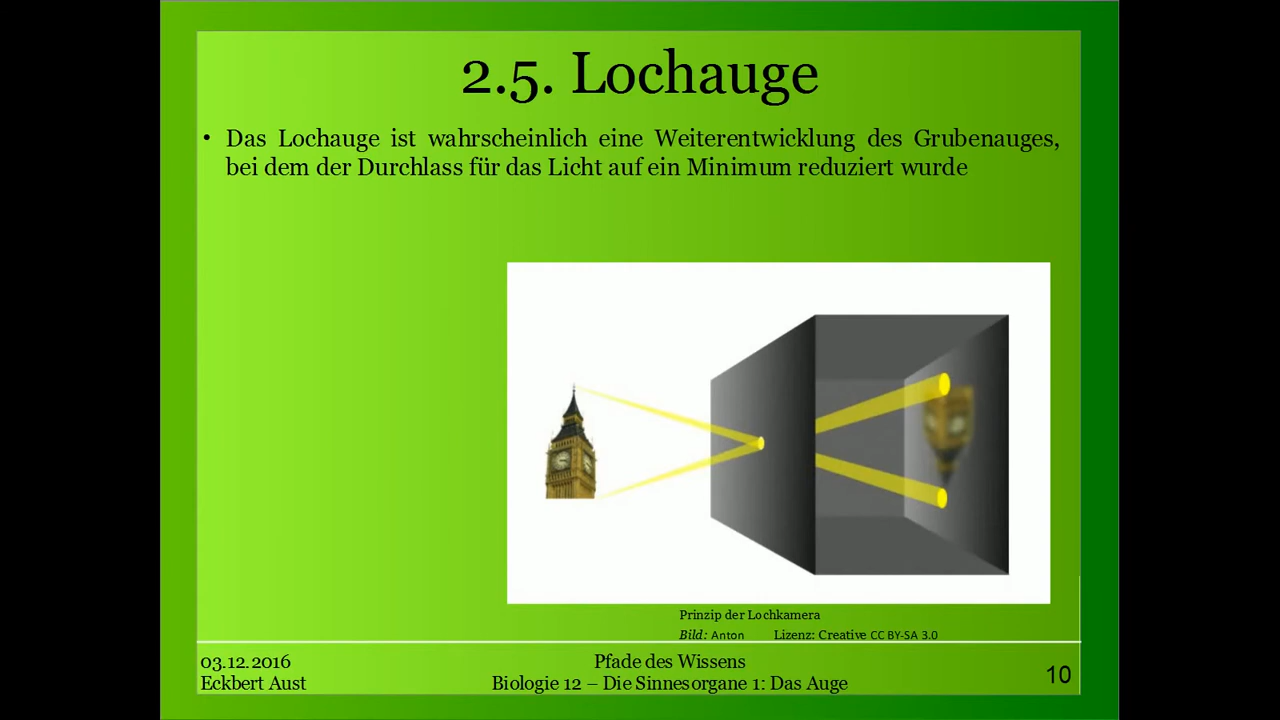 2.5. Lochauge
• Das Lochauge ist wahrscheinlich eine Weiterentwicklung des Grubenauges,
bei dem der Durchlass für das Licht auf ein Minimum reduziert wurde
Prinzip der Lochkamera
Bild: Anton Lizenz: Creative CC BY-SA 3.0
03.12.2016
Eckbert Aust
Pfade des Wissens
Biologie 12 – Die Sinnesorgane 1: Das Auge
10